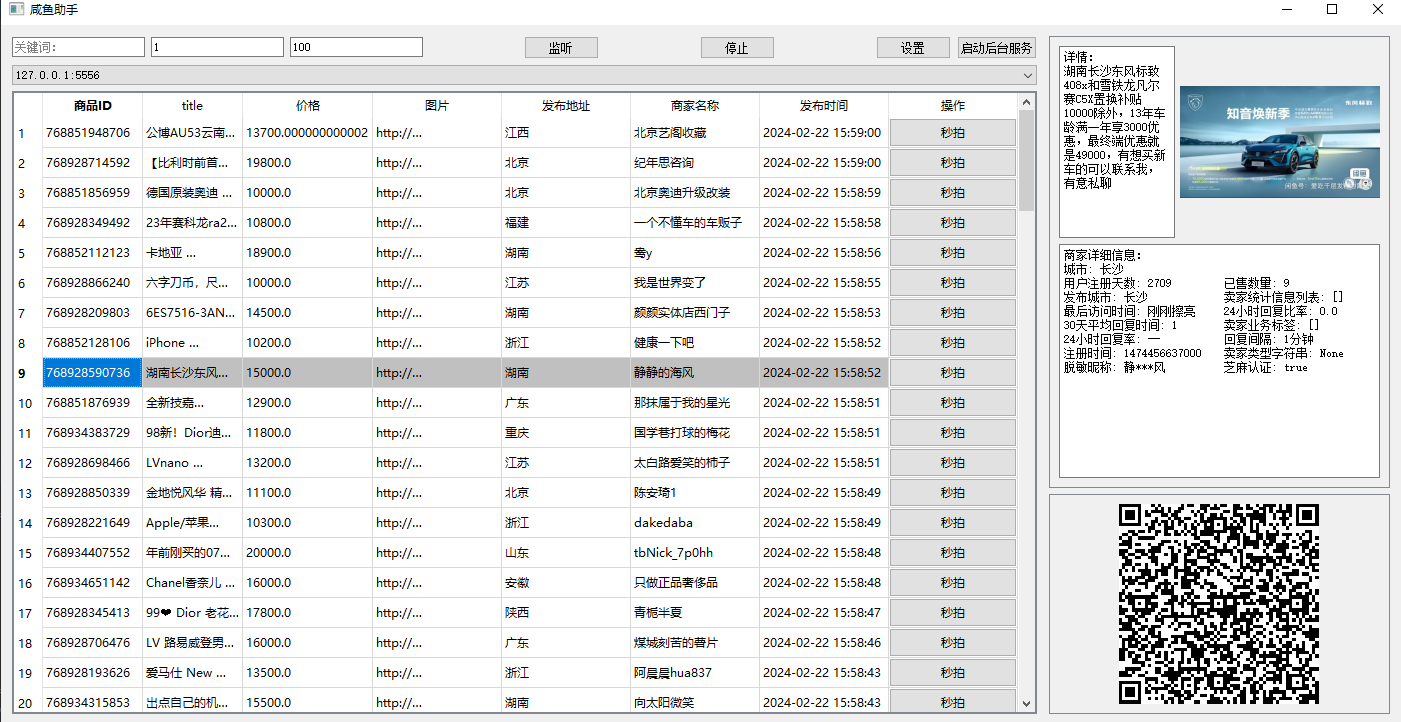 咸鱼助手
关键词: 1 100 监听 停止 设置 启动后台服务
127.0.0.1:5556
商品ID title 价格 图片 发布地址 商家名称 发布时间 操作
1 768851948706 公博AU53云南... 13700.000000000002 http://... 江西 北京艺阁收藏 2024-02-22 15:59:00 秒拍
2 768928714592 【比利时前首... 19800.0 http://... 北京 纪年思咨询 2024-02-22 15:59:00 秒拍
3 768851856959 德国原装奥迪 ... 10000.0 http://... 北京 北京奥迪升级改装 2024-02-22 15:58:59 秒拍
4 768928349492 23年赛科龙ra2... 10800.0 http://... 福建 一个不懂车的车贩子 2024-02-22 15:58:58 秒拍
5 768852112123 卡地亚 ... 18900.0 http://... 湖南 鸯y 2024-02-22 15:58:56 秒拍
6 768928866240 六字刀币，尺... 10000.0 http://... 江苏 我是世界变了 2024-02-22 15:58:54 秒拍
7 768928209803 6ES7516-3AN... 14500.0 http://... 湖南 颜颜实体店西门子 2024-02-22 15:58:53 秒拍
8 768852128106 iPhone ... 10200.0 http://... 浙江 健康一下吧 2024-02-22 15:58:52 秒拍
9 768928590736 湖南长沙东风... 15000.0 http://... 湖南 静静的海风 2024-02-22 15:58:52 秒拍
10 768851876939 全新技嘉... 12900.0 http://... 广东 那抹属于我的星光 2024-02-22 15:58:51 秒拍
11 768934383729 98新！Dior迪... 11800.0 http://... 重庆 国学巷打球的梅花 2024-02-22 15:58:51 秒拍
12 768928698466 LVnano ... 13200.0 http://... 江苏 太白路爱笑的柿子 2024-02-22 15:58:51 秒拍
13 768928850339 金地悦风华 精... 11100.0 http://... 北京 陈安琦1 2024-02-22 15:58:49 秒拍
14 768928221649 Apple/苹果... 10300.0 http://... 浙江 dakedaba 2024-02-22 15:58:49 秒拍
15 768934407552 年前刚买的07... 20000.0 http://... 山东 tbNick_7p0hh 2024-02-22 15:58:48 秒拍
16 768934651142 Chanel香奈儿 ... 16000.0 http://... 安徽 只做正品奢侈品 2024-02-22 15:58:48 秒拍
17 768928345413 99❤ Dior 老花... 17800.0 http://... 陕西 青栀半夏 2024-02-22 15:58:47 秒拍
18 768928706476 LV 路易威登男... 16000.0 http://... 广东 煤城刻苦的薯片 2024-02-22 15:58:46 秒拍
19 768928193626 爱马仕 New ... 13500.0 http://... 浙江 阿晨晨hua837 2024-02-22 15:58:43 秒拍
20 768934315853 出点自己的机... 15500.0 http://... 湖南 向太阳微笑 2024-02-22 15:58:43 秒拍
详情:
湖南长沙东风标致
408x和雪铁龙凡尔
赛C5X置换补贴
10000除外，13年车
龄满一年享3000优
惠，最终端优惠就
是49000，有想买新
车的可以联系我，
有意私聊
东风标致
知音焕新季
闲鱼
商家详细信息:
城市: 长沙
用户注册天数: 2709 已售数量: 9
发布城市: 长沙 卖家统计信息列表: []
最后访问时间: 刚刚擦亮 24小时回复比率: 0.0
30天平均回复时间: 1 卖家业务标签: []
24小时回复率: 一 回复间隔: 1分钟
注册时间: 1474456637000 卖家类型字符串: None
脱敏昵称: 静***风 芝麻认证: true